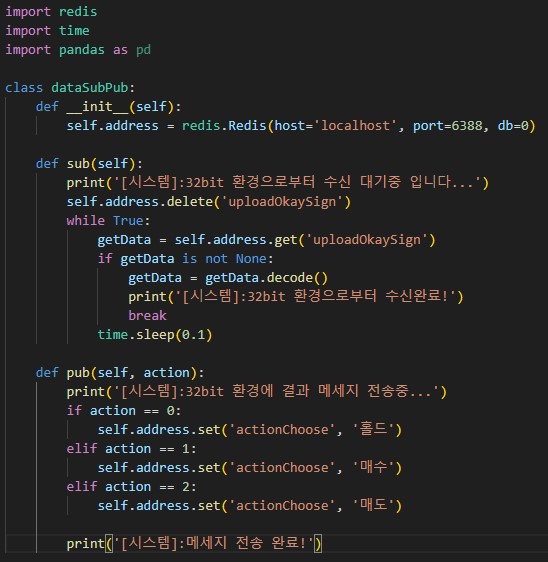 import redis
import time
import pandas as pd
class dataSubPub:
def __init__(self):
self.address = redis.Redis(host='localhost', port=6388, db=0)
def sub(self):
print('[시스템]:32bit 환경으로부터 수신 대기중 입니다...')
self.address.delete('uploadOkaySign')
while True:
getData = self.address.get('uploadOkaySign')
if getData is not None:
getData = getData.decode()
print('[시스템]:32bit 환경으로부터 수신완료!')
break
time.sleep(0.1)
def pub(self, action):
print('[시스템]:32bit 환경에 결과 메세지 전송중...')
if action == 0:
self.address.set('actionChoose', '홀드')
elif action == 1:
self.address.set('actionChoose', '매수')
elif action == 2:
self.address.set('actionChoose', '매도')
print('[시스템]:메세지 전송 완료!')